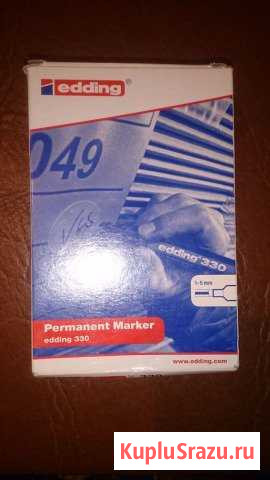 edding®
049
edding® 330
1-5 mm
Permanent Marker
edding 330
www.edding.com
KupluSrazu.ru